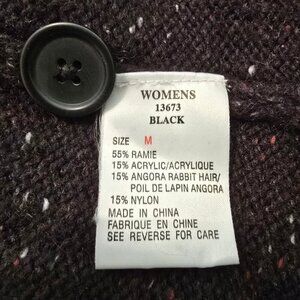 WOMENS
13673
BLACK
SIZE M
55% RAMIE
15% ACRYLIC/ACRYLIQUE
15% ANGORA RABBIT HAIR/
POIL DE LAPIN ANGORA
15% NYLON
MADE IN CHINA
FABRIQUE EN CHINE
SEE REVERSE FOR CARE